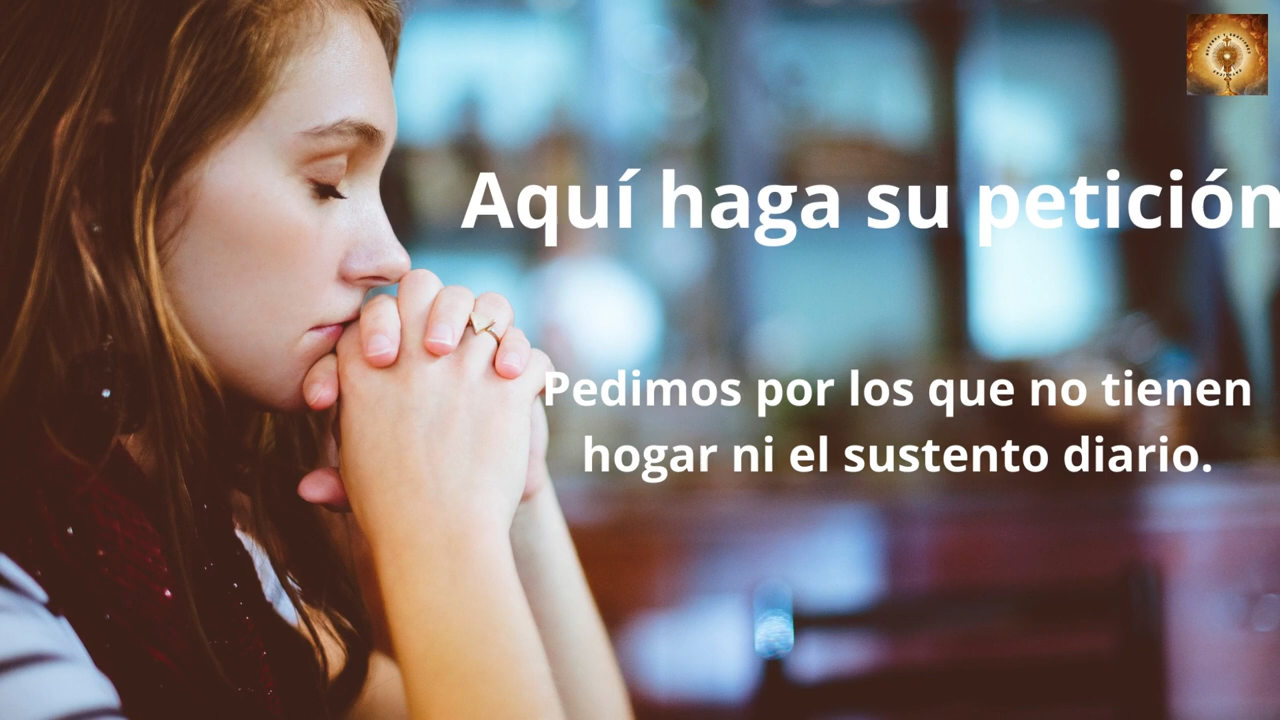 Aquí haga su petición
Pedimos por los que no tienen
hogar ni el sustento diario.